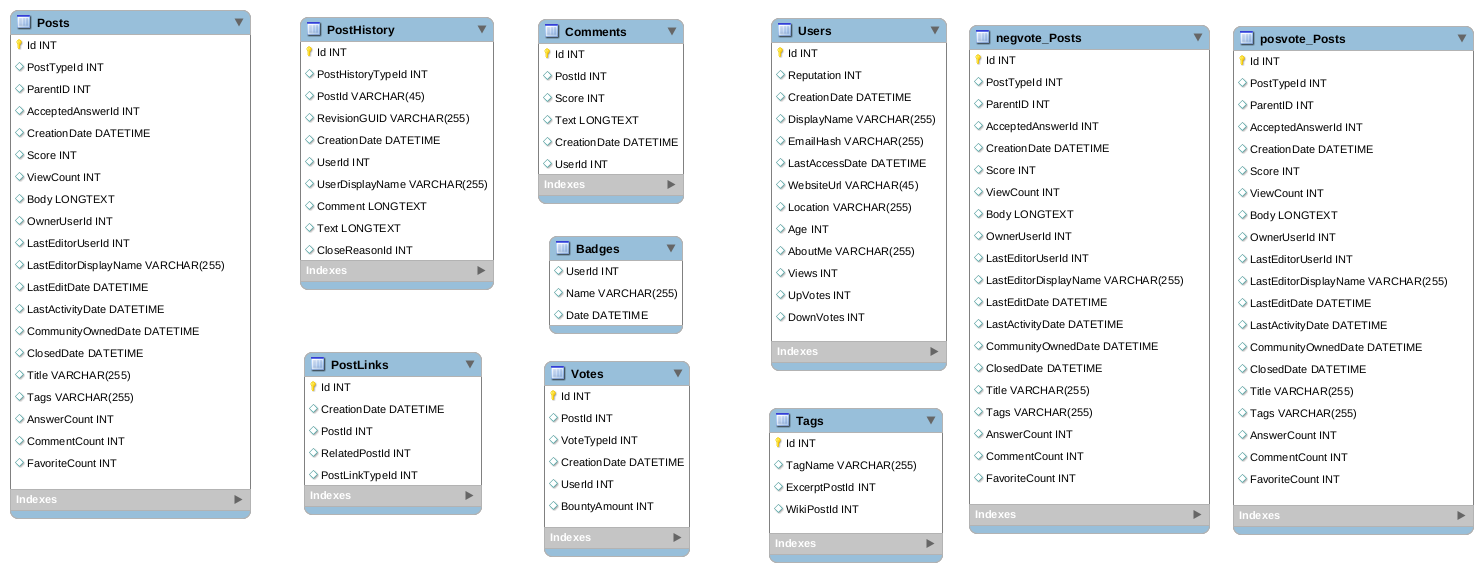 Posts
Id INT
PostTypeId INT
ParentID INT
AcceptedAnswerId INT
CreationDate DATETIME
Score INT
ViewCount INT
Body LONGTEXT
OwnerUserId INT
LastEditorUserId INT
LastEditorDisplayName VARCHAR(255)
LastEditDate DATETIME
LastActivityDate DATETIME
CommunityOwnedDate DATETIME
ClosedDate DATETIME
Title VARCHAR(255)
Tags VARCHAR(255)
AnswerCount INT
CommentCount INT
FavoriteCount INT
Indexes
PostHistory
Id INT
PostHistoryTypeId INT
PostId VARCHAR(45)
RevisionGUID VARCHAR(255)
CreationDate DATETIME
UserId INT
UserDisplayName VARCHAR(255)
Comment LONGTEXT
Text LONGTEXT
CloseReasonId INT
Indexes
PostLinks
Id INT
CreationDate DATETIME
PostId INT
RelatedPostId INT
PostLinkTypeId INT
Indexes
Comments
Id INT
PostId INT
Score INT
Text LONGTEXT
CreationDate DATETIME
UserId INT
Indexes
Badges
UserId INT
Name VARCHAR(255)
Date DATETIME
Votes
Id INT
PostId INT
VoteTypeId INT
CreationDate DATETIME
UserId INT
BountyAmount INT
Indexes
Users
Id INT
Reputation INT
CreationDate DATETIME
DisplayName VARCHAR(255)
EmailHash VARCHAR(255)
LastAccessDate DATETIME
WebsiteUrl VARCHAR(45)
Location VARCHAR(255)
Age INT
AboutMe VARCHAR(255)
Views INT
UpVotes INT
DownVotes INT
Indexes
Tags
Id INT
TagName VARCHAR(255)
ExcerptPostId INT
WikiPostId INT
Indexes
negvote_Posts
Id INT
PostTypeId INT
ParentID INT
AcceptedAnswerId INT
CreationDate DATETIME
Score INT
ViewCount INT
Body LONGTEXT
OwnerUserId INT
LastEditorUserId INT
LastEditorDisplayName VARCHAR(255)
LastEditDate DATETIME
LastActivityDate DATETIME
CommunityOwnedDate DATETIME
ClosedDate DATETIME
Title VARCHAR(255)
Tags VARCHAR(255)
AnswerCount INT
CommentCount INT
FavoriteCount INT
Indexes
posvote_Posts
Id INT
PostTypeId INT
ParentID INT
AcceptedAnswerId INT
CreationDate DATETIME
Score INT
ViewCount INT
Body LONGTEXT
OwnerUserId INT
LastEditorUserId INT
LastEditorDisplayName VARCHAR(255)
LastEditDate DATETIME
LastActivityDate DATETIME
CommunityOwnedDate DATETIME
ClosedDate DATETIME
Title VARCHAR(255)
Tags VARCHAR(255)
AnswerCount INT
CommentCount INT
FavoriteCount INT
Indexes